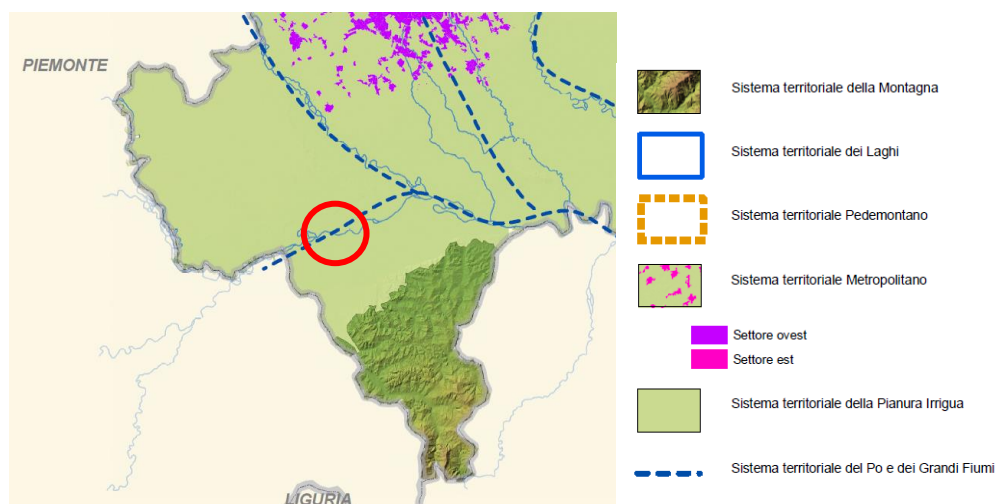 PIEMONTE
LIGURIA
Sistema territoriale della Montagna
Sistema territoriale dei Laghi
Sistema territoriale Pedemontano
Sistema territoriale Metropolitano
Settore ovest
Settore est
Sistema territoriale della Pianura Irrigua
Sistema territoriale del Po e dei Grandi Fiumi